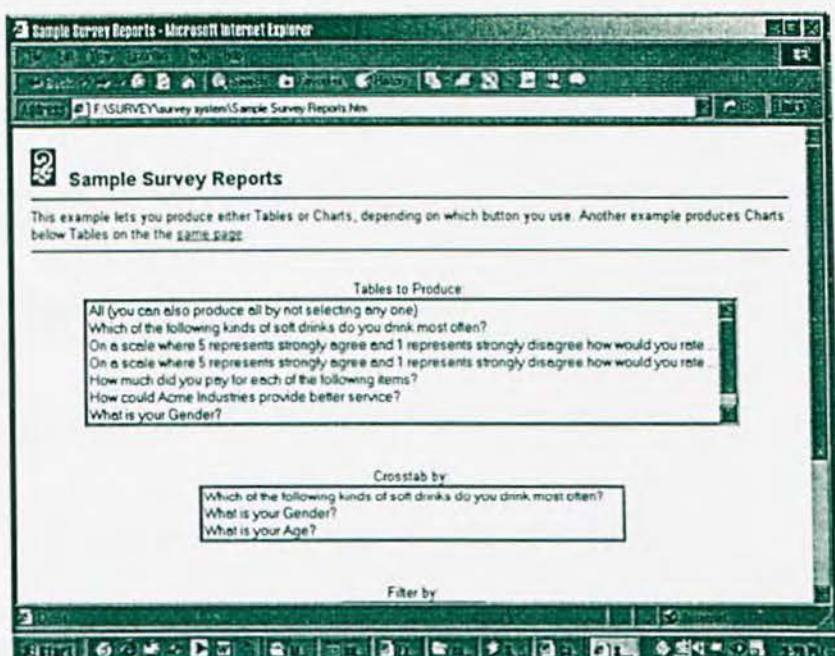 Sample Survey Reports - Microsoft Internet Explorer
Address F:\SURVEY\survey system\Sample Survey Reports.htm
Sample Survey Reports
This example lets you produce either Tables or Charts, depending on which button you use. Another example produces Charts
below Tables on the the same page.
Tables to Produce
All (you can also produce all by not selecting any one)
Which of the following kinds of soft drinks do you drink most often?
On a scale where 5 represents strongly agree and 1 represents strongly disagree how would you rate ...
On a scale where 5 represents strongly agree and 1 represents strongly disagree how would you rate ...
How much did you pay for each of the following items?
How could Acme Industries provide better service?
What is your Gender?
Crosstab by
Which of the following kinds of soft drinks do you drink most often?
What is your Gender?
What is your Age?
Filter by
Start